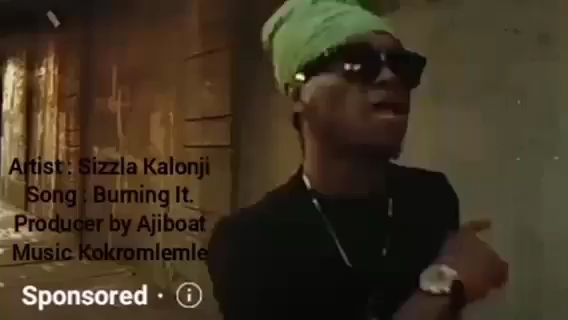 Artist : Sizzla Kalonji
Song : Burning It.
Producer by Ajiboat
Music Kokromlemle
Sponsored · ⓘ